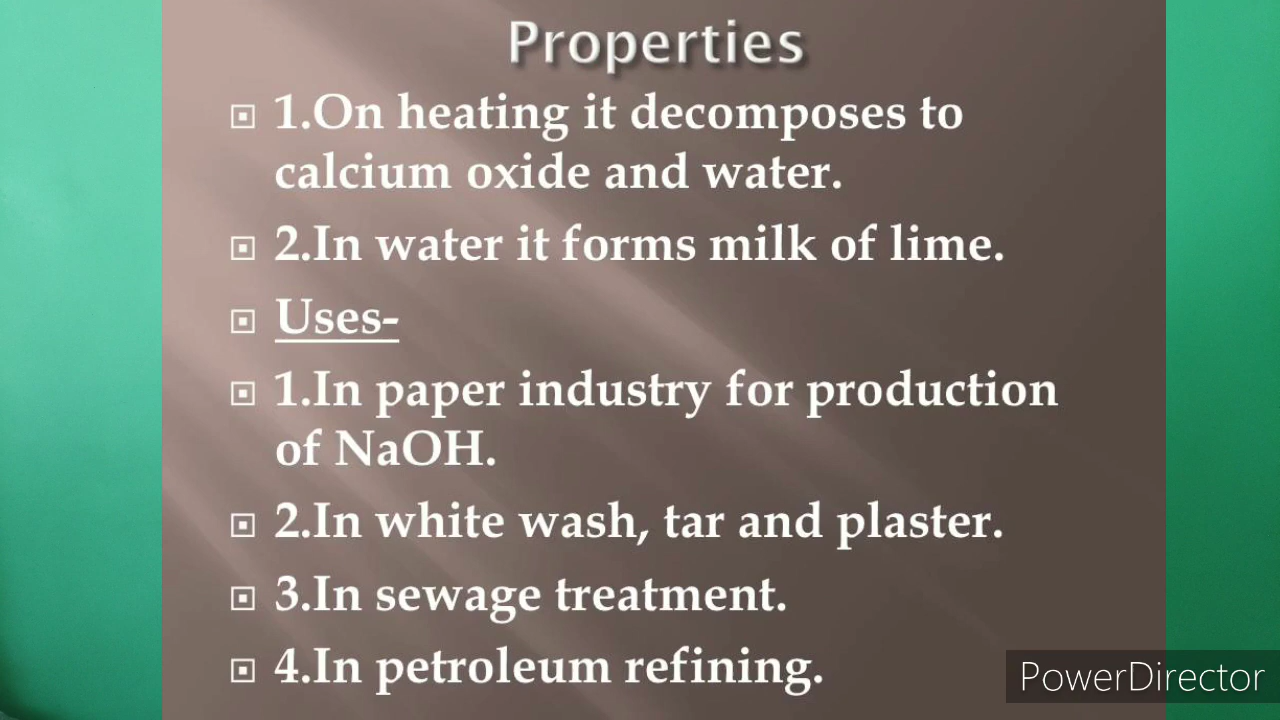 Properties
1.On heating it decomposes to
calcium oxide and water.
2.In water it forms milk of lime.
Uses-
1.In paper industry for production
of NaOH.
2.In white wash, tar and plaster.
3.In sewage treatment.
4.In petroleum refining.
PowerDirector